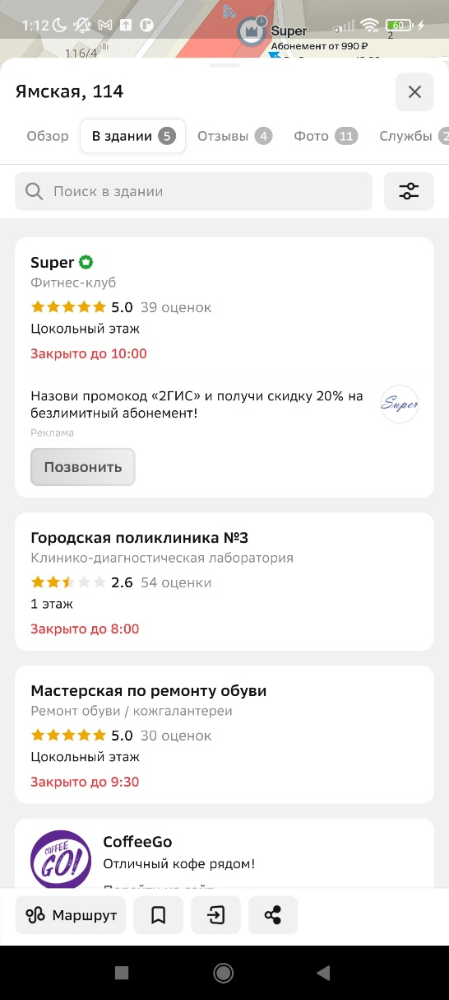 1:12
60
Super
Абонемент от 990 ₽
116/4
2
Ямская, 114
Обзор
В здании 5
Отзывы 4
Фото 11
Службы 2
Поиск в здании
Super
Фитнес-клуб
5.0 39 оценок
Цокольный этаж
Закрыто до 10:00
Назови промокод «2ГИС» и получи скидку 20% на
безлимитный абонемент!
Super
Реклама
Позвонить
Городская поликлиника №3
Клинико-диагностическая лаборатория
2.6 54 оценки
1 этаж
Закрыто до 8:00
Мастерская по ремонту обуви
Ремонт обуви / кожгалантереи
5.0 30 оценок
Цокольный этаж
Закрыто до 9:30
COFFEE
GO!
CoffeeGo
Отличный кофе рядом!
Маршрут